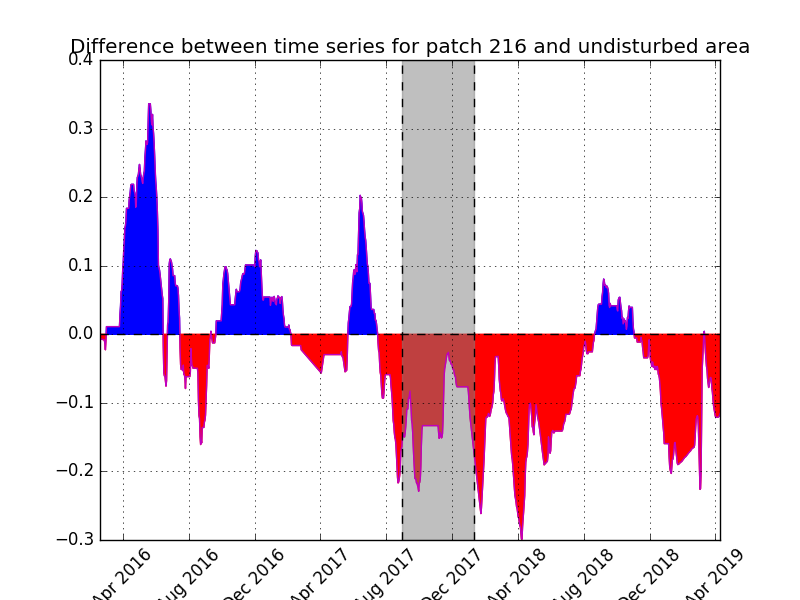 Difference between time series for patch 216 and undisturbed area
0.4
0.3
0.2
0.1
0.0
−0.1
−0.2
−0.3
Apr 2016
Aug 2016
Dec 2016
Apr 2017
Aug 2017
Dec 2017
Apr 2018
Aug 2018
Dec 2018
Apr 2019